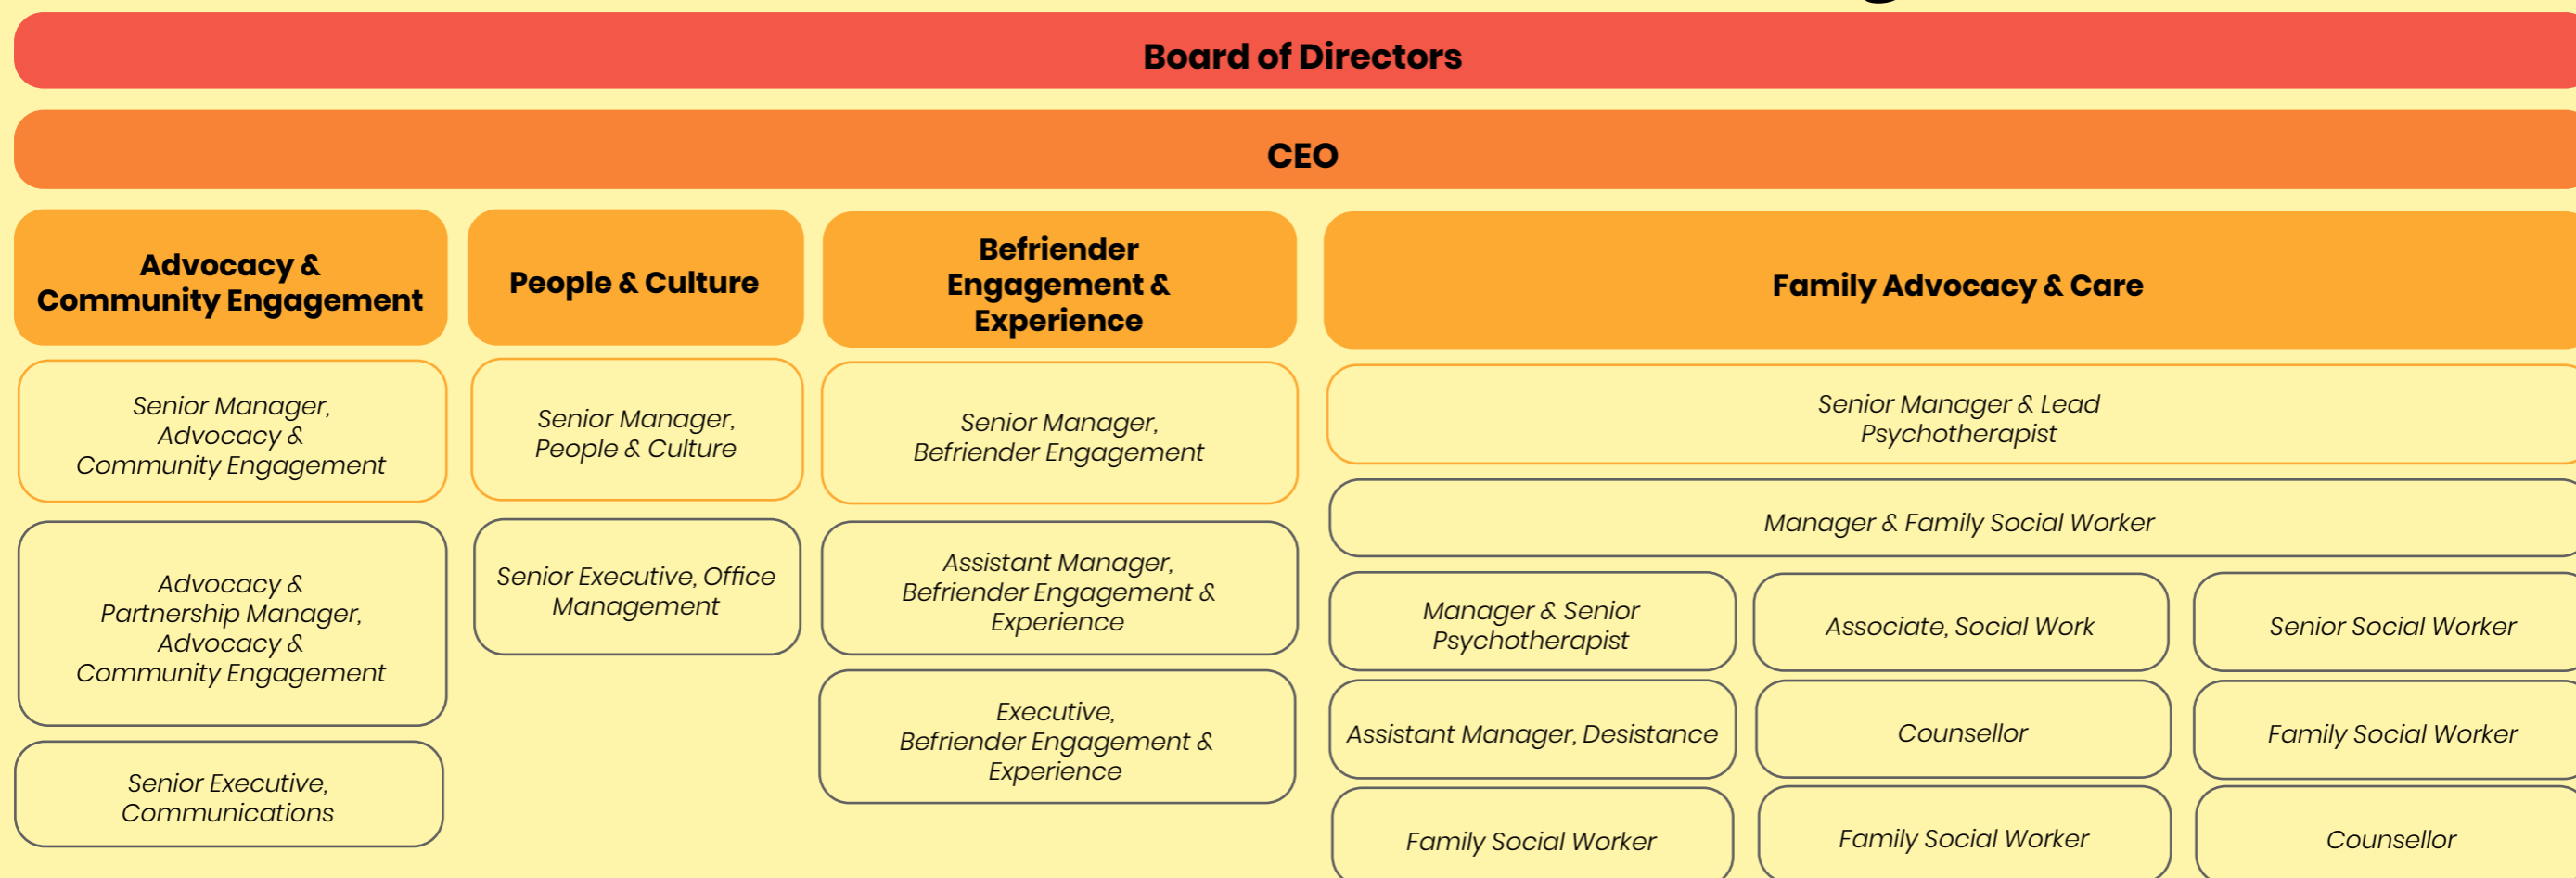 Board of Directors
CEO
Advocacy &
Community Engagement
People & Culture
Befriender
Engagement &
Experience
Family Advocacy & Care
Senior Manager,
Advocacy &
Community Engagement
Advocacy &
Partnership Manager,
Advocacy &
Community Engagement
Senior Executive,
Communications
Senior Manager,
People & Culture
Senior Executive, Office
Management
Senior Manager,
Befriender Engagement
Assistant Manager,
Befriender Engagement &
Experience
Executive,
Befriender Engagement &
Experience
Senior Manager & Lead
Psychotherapist
Manager & Family Social Worker
Manager & Senior
Psychotherapist
Associate, Social Work
Senior Social Worker
Assistant Manager, Desistance
Counsellor
Family Social Worker
Family Social Worker
Family Social Worker
Counsellor